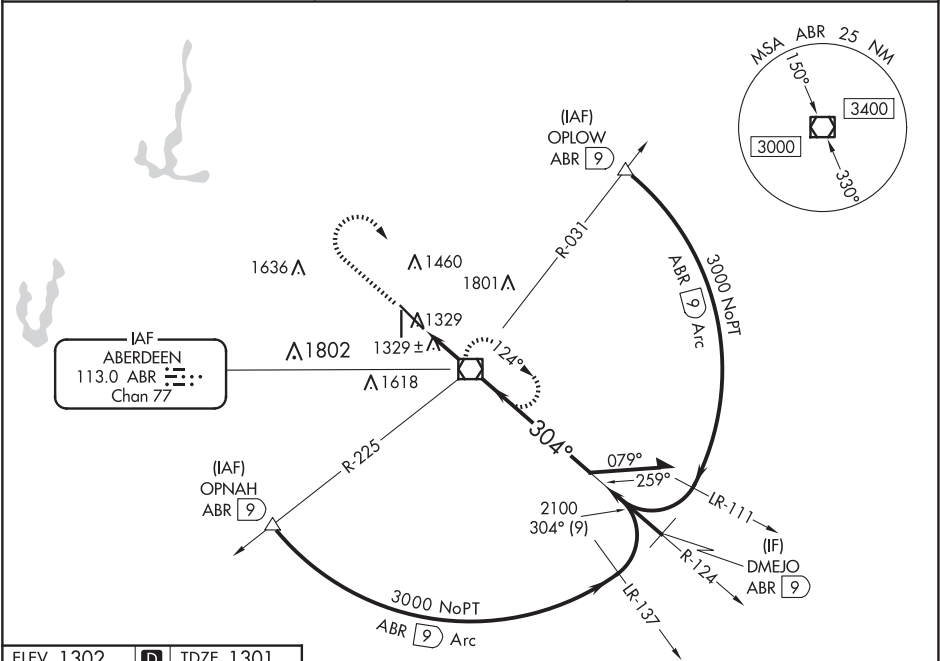 MSA ABR 25 NM
150°
3400
3000
330°
(IAF)
OPLOW
ABR 9
R-031
3000 NoPT
ABR 9 Arc
1636
1460
1801
1329
1329 ±
124°
IAF
ABERDEEN
113.0 ABR
Chan 77
1802
1618
R-225
304°
079°
259°
(IAF)
OPNAH
ABR 9
2100
304° (9)
LR-111
(IF)
DMEJO
ABR 9
R-124
LR-137
3000 NoPT
ABR 9 Arc
ELEV 1302 D TDZE 1301